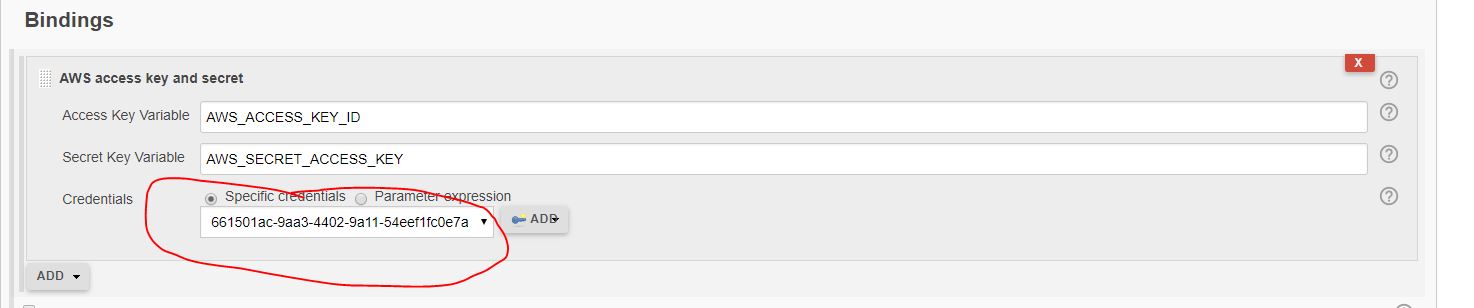 Bindings
AWS access key and secret
X
Access Key Variable AWS_ACCESS_KEY_ID
Secret Key Variable AWS_SECRET_ACCESS_KEY
Credentials Specific credentials Parameter expression
661501ac-9aa3-4402-9a11-54eef1fc0e7a ADD
ADD